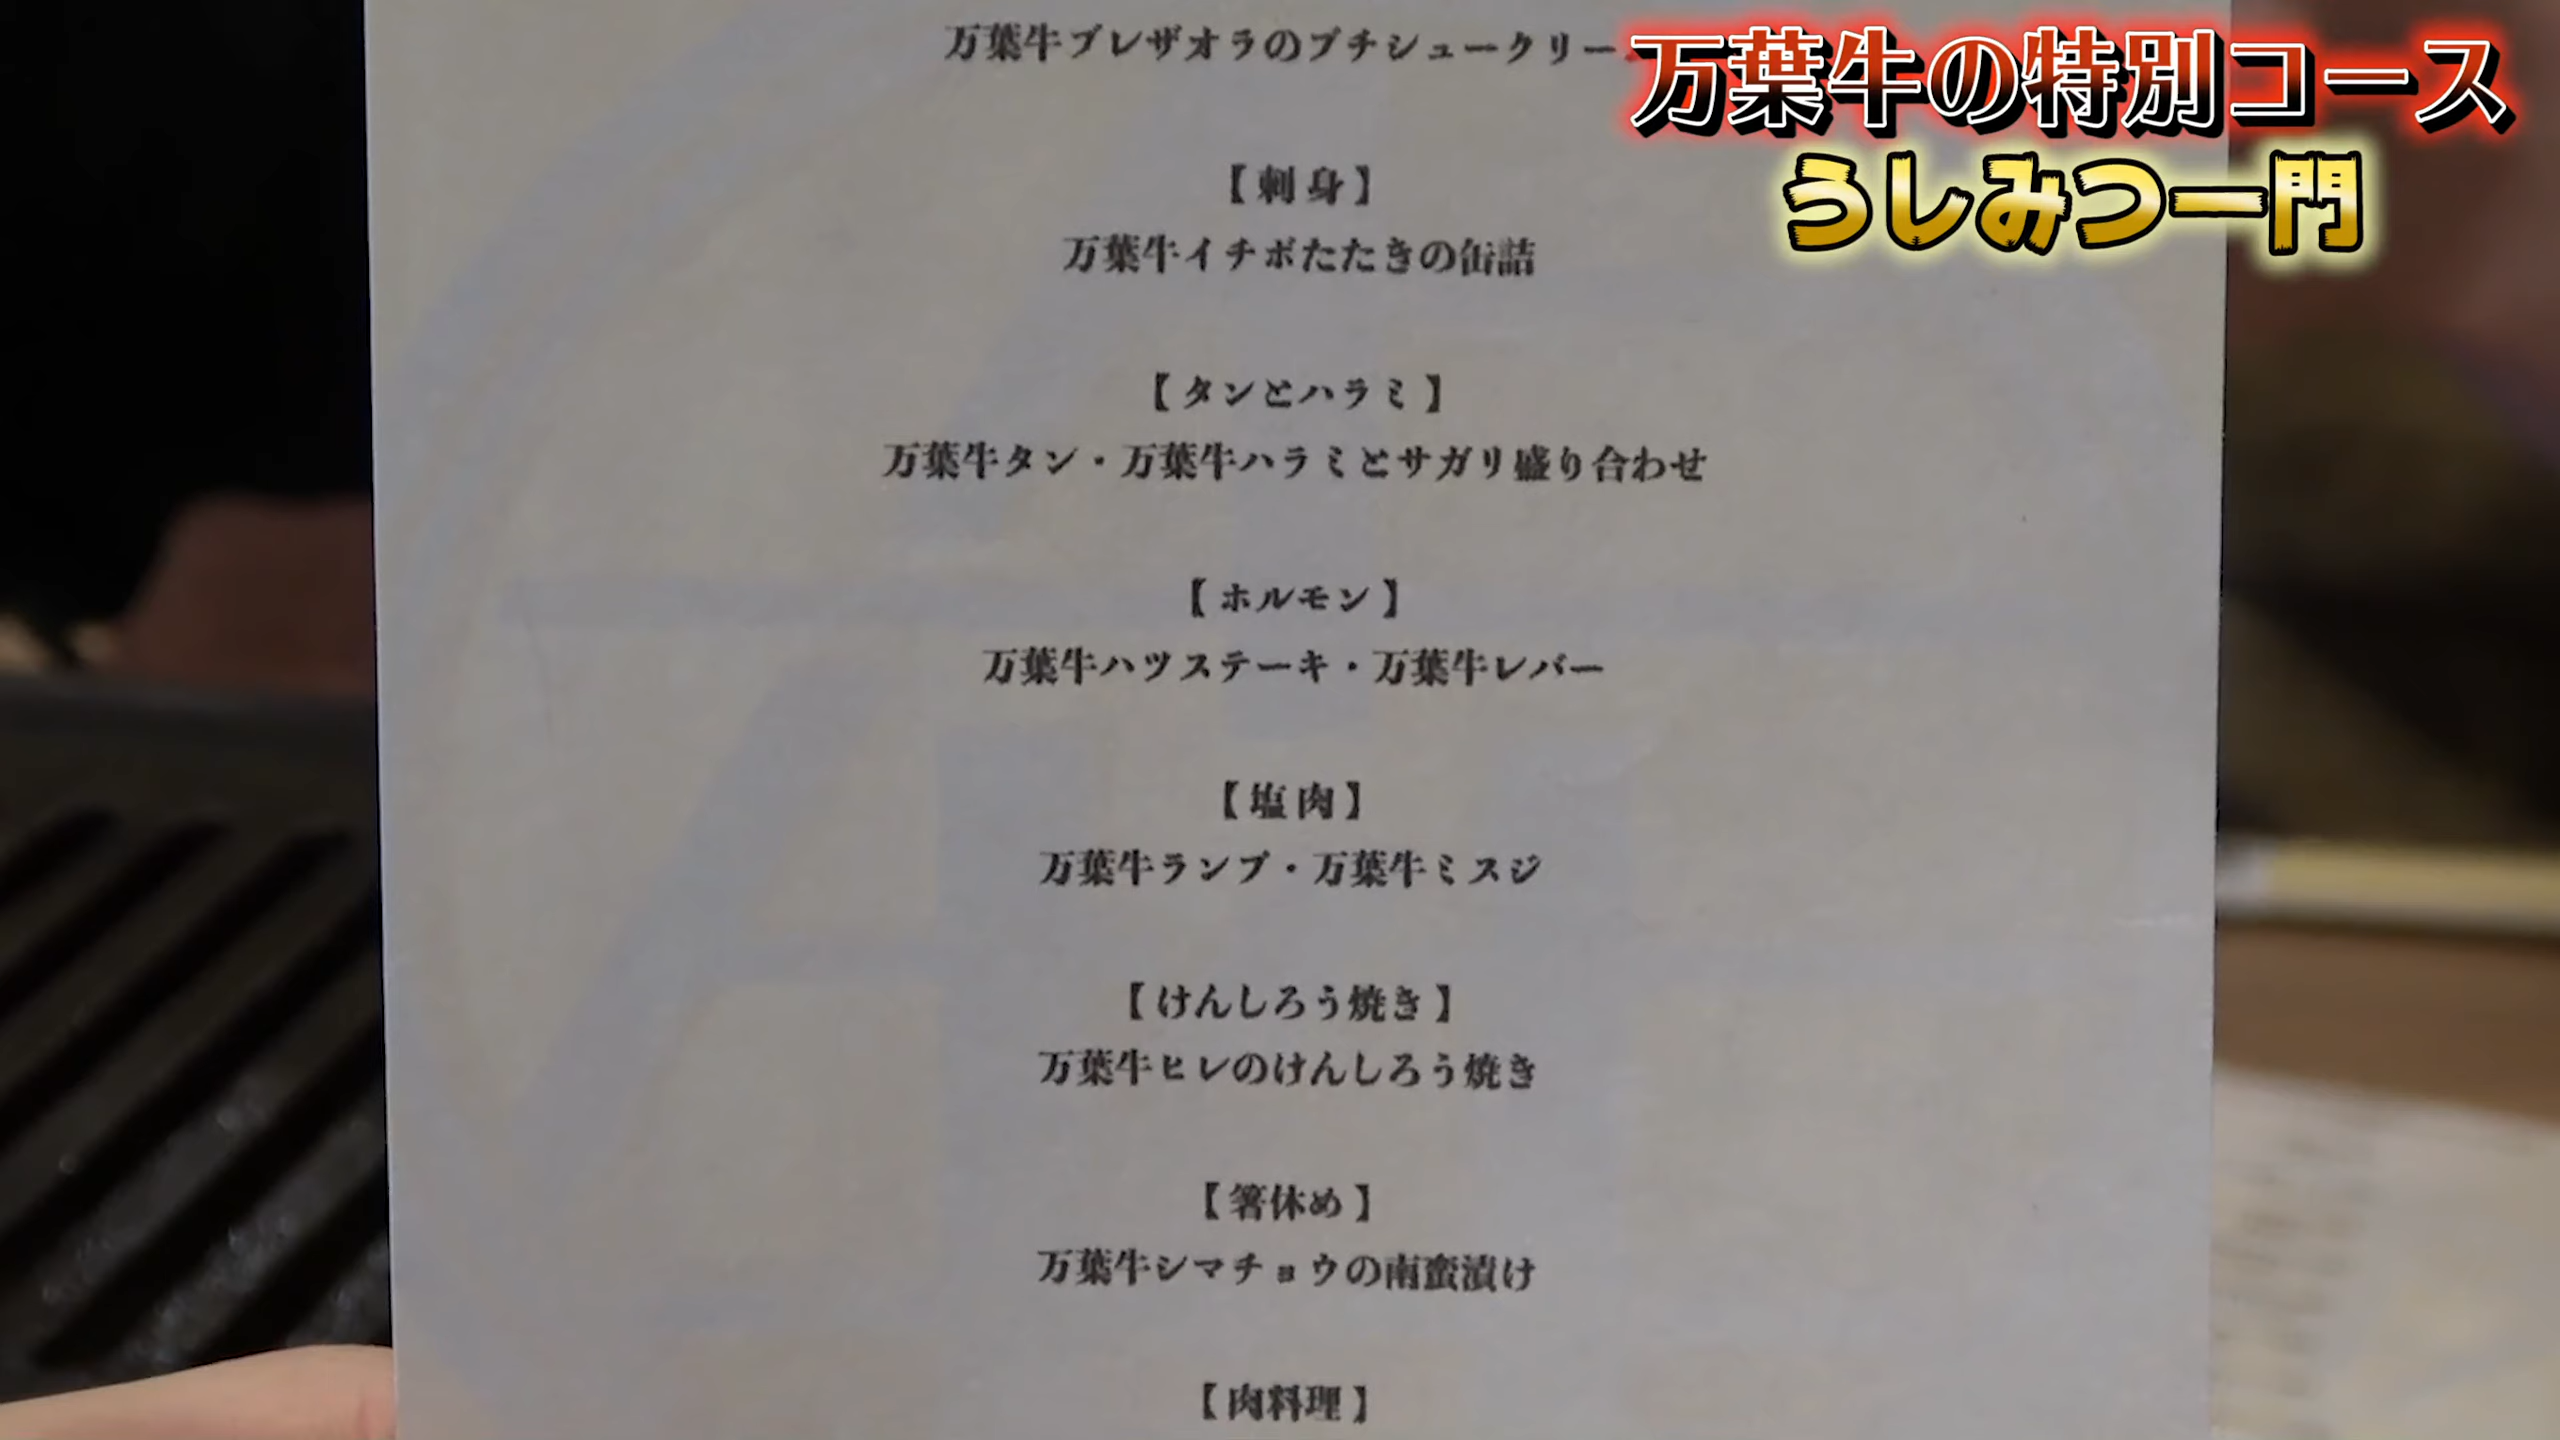 万葉牛ブレザオラのプチシュークリー
万葉牛の特別コース
うしみつ一門
【刺身】
万葉牛イチボたたきの缶詰
【タンとハラミ】
万葉牛タン・万葉牛ハラミとサガリ盛り合わせ
【ホルモン】
万葉牛ハツステーキ・万葉牛レバー
【塩肉】
万葉牛ランプ・万葉牛ミスジ
【けんしろう焼き】
万葉牛ヒレのけんしろう焼き
【箸休め】
万葉牛シマチョウの南蛮漬け
【肉料理】